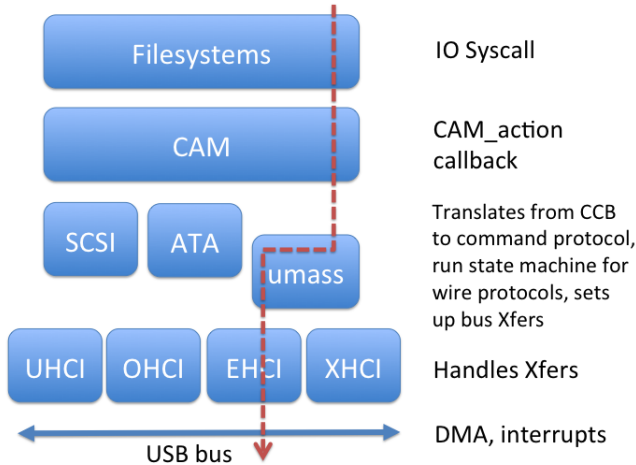 Filesystems
IO Syscall
CAM
CAM_action
callback
SCSI
ATA
umass
Translates from CCB
to command protocol,
run state machine for
wire protocols, sets
up bus Xfers
UHCI
OHCI
EHCI
XHCI
Handles Xfers
USB bus
DMA, interrupts